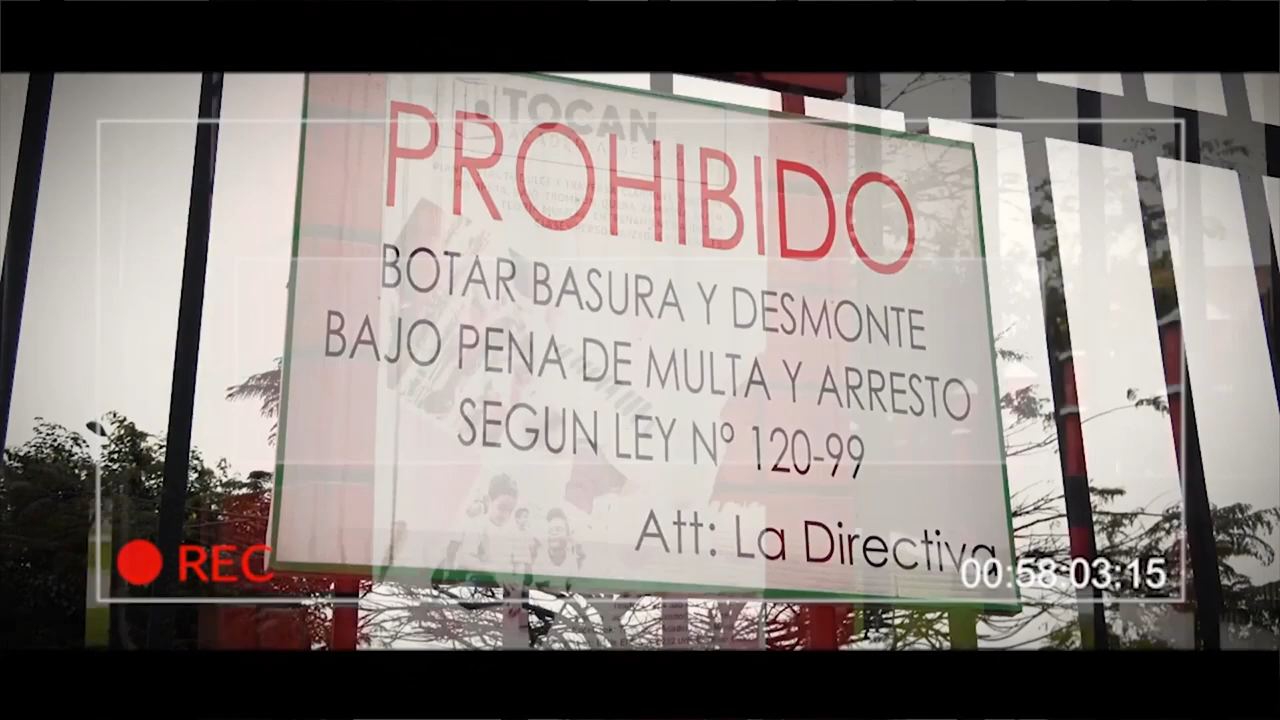 TOCAN
PROHIBIDO
BOTAR BASURA Y DESMONTE
BAJO PENA DE MULTA Y ARRESTO
SEGUN LEY Nº 120-99
Att: La Directiva
REC
00:58:03:15